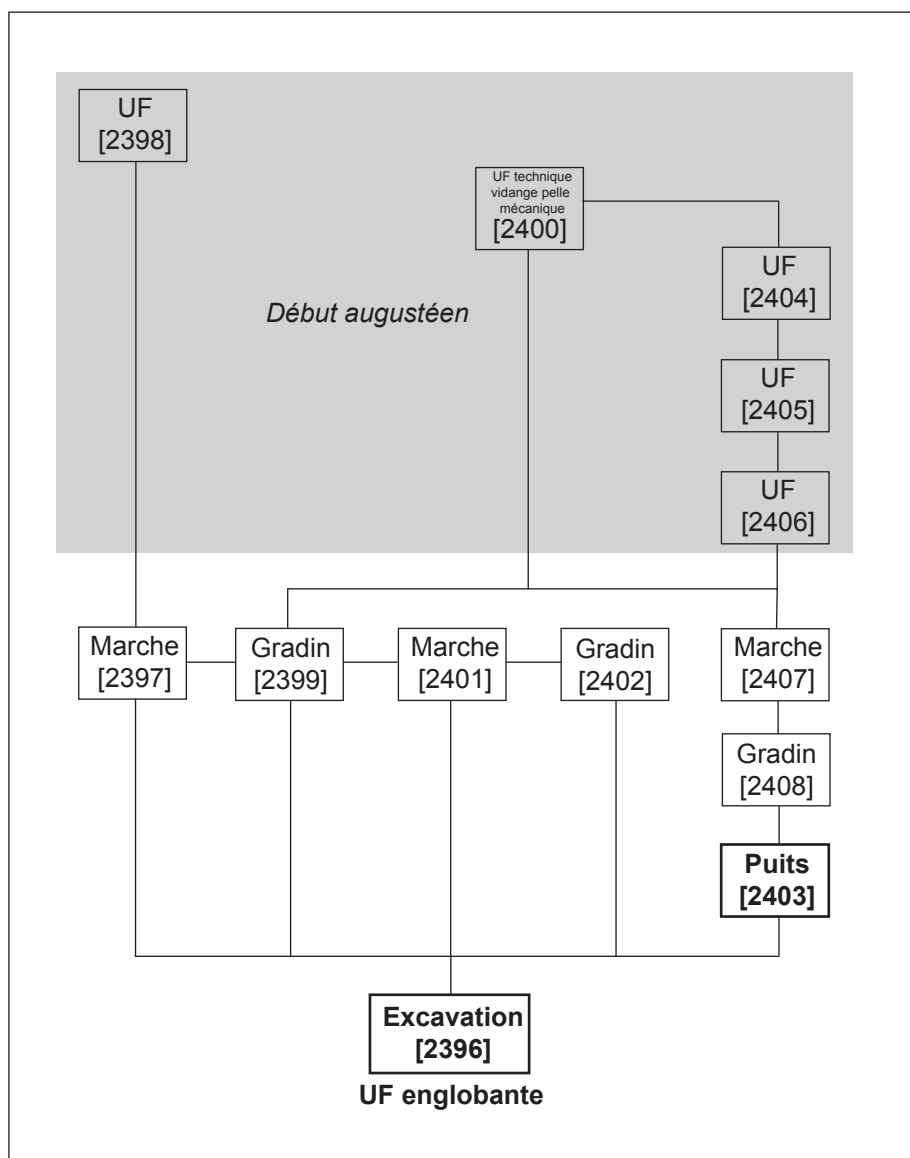 UF
[2398]
UF technique
vidange pelle
mécanique
[2400]
UF
[2404]
Début augustéen
UF
[2405]
UF
[2406]
Marche
[2397]
Gradin
[2399]
Marche
[2401]
Gradin
[2402]
Marche
[2407]
Gradin
[2408]
Puits
[2403]
Excavation
[2396]
UF englobante